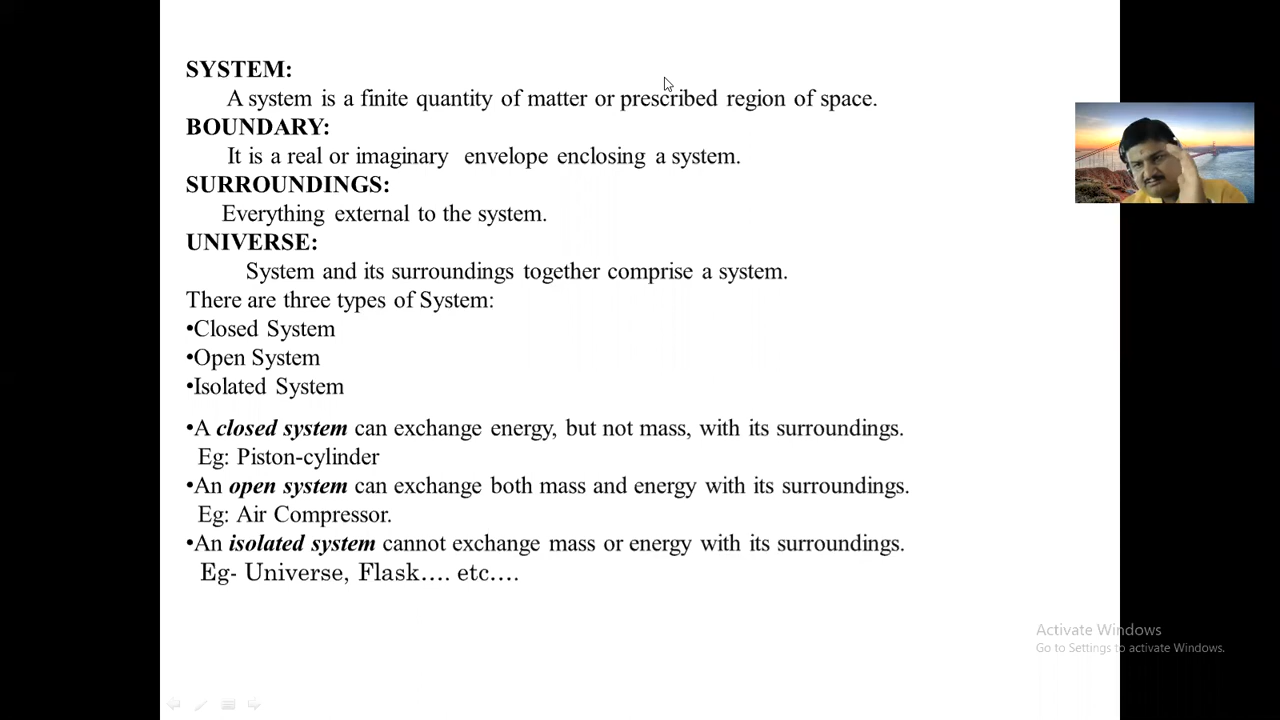 SYSTEM:
A system is a finite quantity of matter or prescribed region of space.
BOUNDARY:
It is a real or imaginary envelope enclosing a system.
SURROUNDINGS:
Everything external to the system.
UNIVERSE:
System and its surroundings together comprise a system.
There are three types of System:
•Closed System
•Open System
•Isolated System
•A closed system can exchange energy, but not mass, with its surroundings.
Eg: Piston-cylinder
•An open system can exchange both mass and energy with its surroundings.
Eg: Air Compressor.
•An isolated system cannot exchange mass or energy with its surroundings.
Eg- Universe, Flask.... etc....
Activate Windows
Go to Settings to activate Windows.